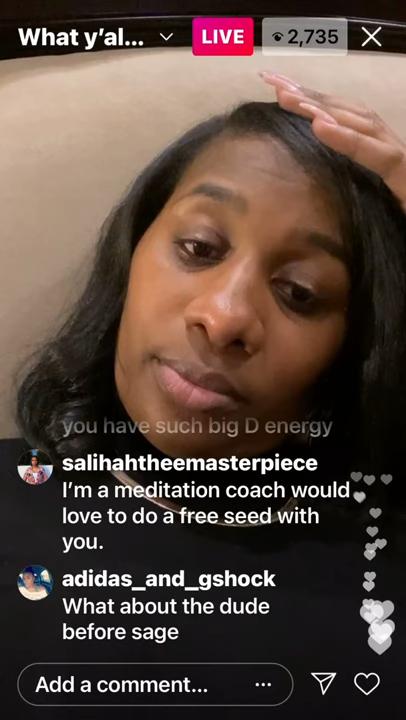 What y’al...
LIVE
2,735
you have such big D energy
salihahtheemasterpiece
I’m a meditation coach would
love to do a free seed with
you.
adidas_and_gshock
What about the dude
before sage
Add a comment...